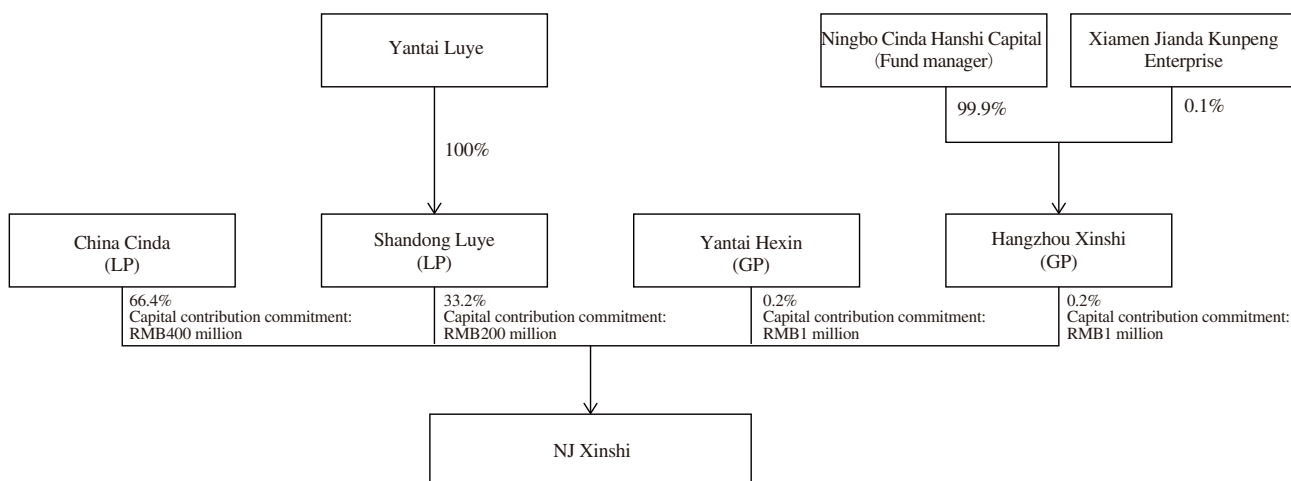 Yantai Luye
Ningbo Cinda Hanshi Capital
(Fund manager)
Xiamen Jianda Kunpeng
Enterprise
100%
99.9%
0.1%
China Cinda
(LP)
Shandong Luye
(LP)
Yantai Hexin
(GP)
Hangzhou Xinshi
(GP)
66.4%
Capital contribution commitment:
RMB400 million
33.2%
Capital contribution commitment:
RMB200 million
0.2%
Capital contribution commitment:
RMB1 million
0.2%
Capital contribution commitment:
RMB1 million
NJ Xinshi